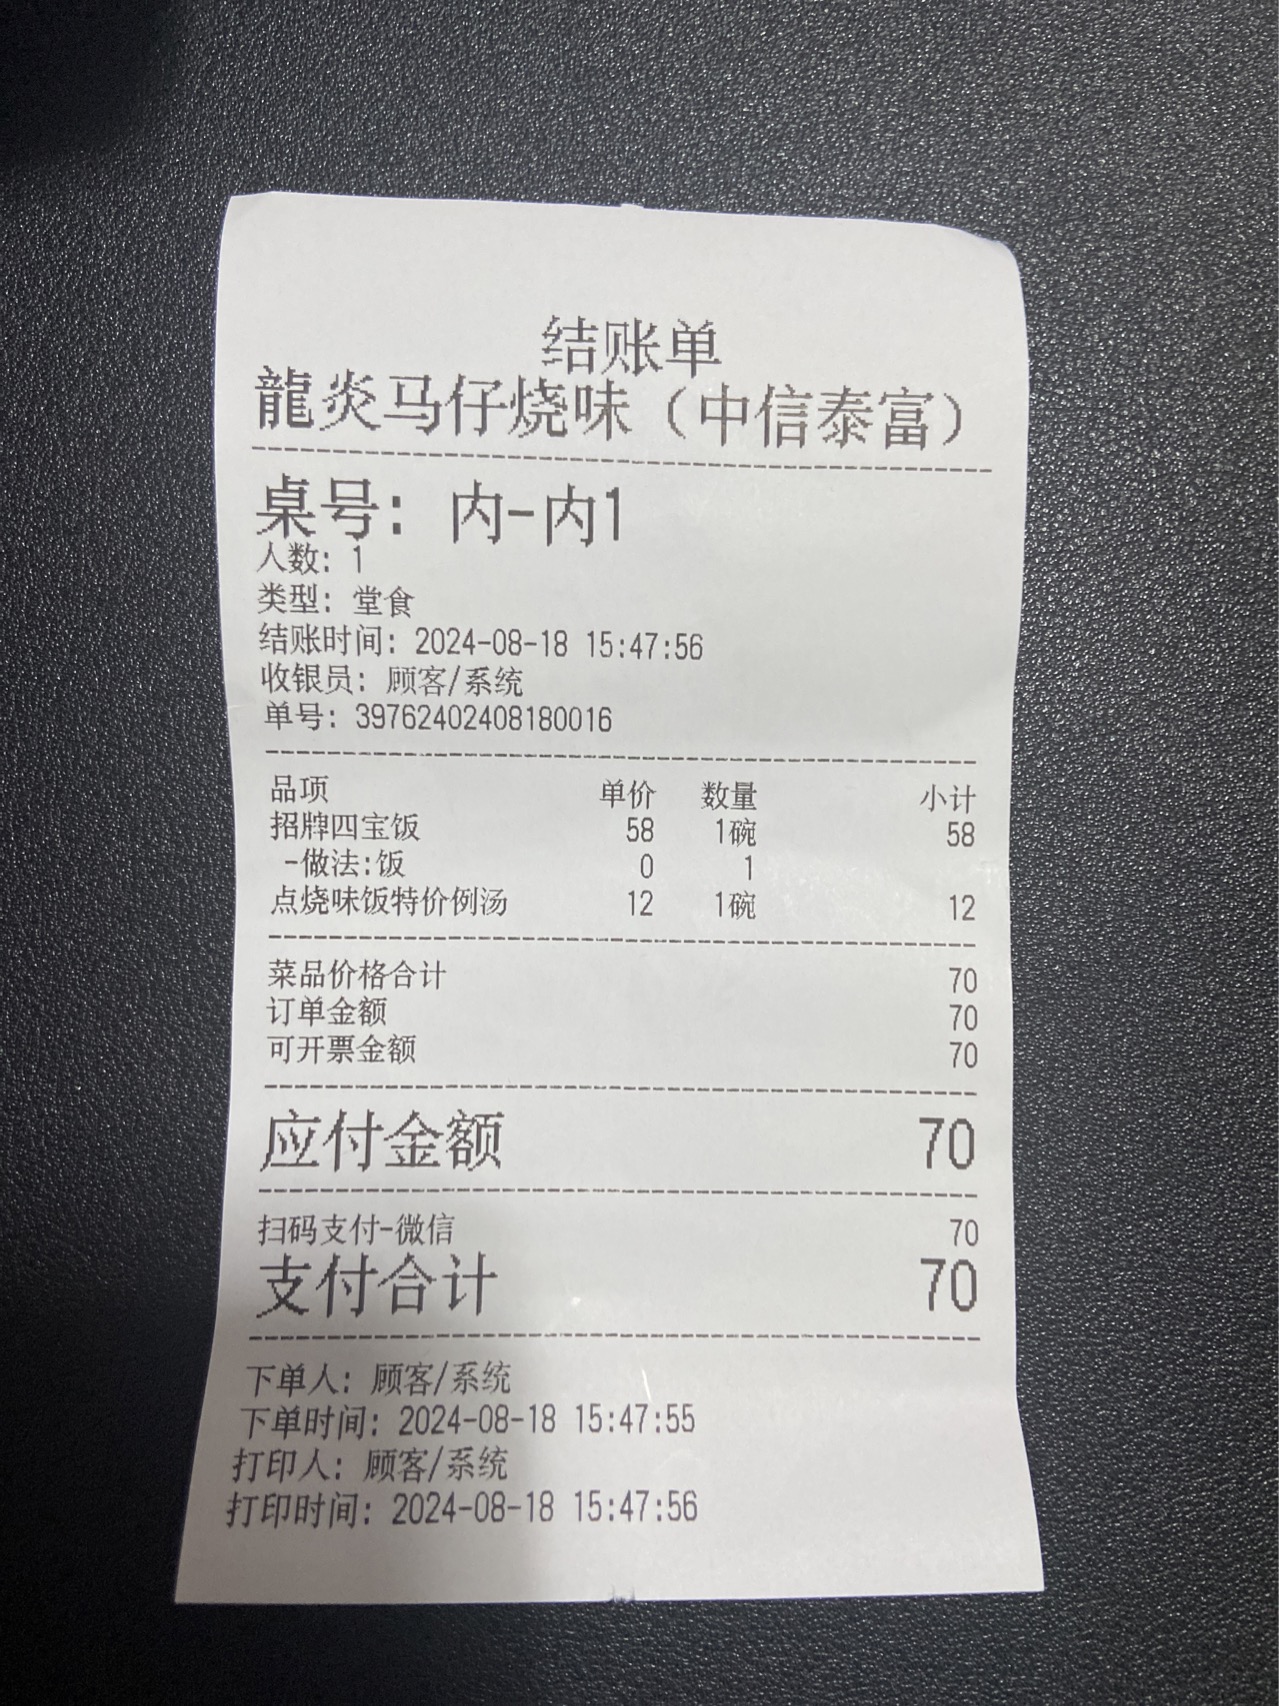 结账单
龍炎马仔烧味（中信泰富）
桌号: 内-内1
人数: 1
类型: 堂食
结账时间: 2024-08-18 15:47:56
收银员: 顾客/系统
单号: 39762402408180016
品项 单价 数量 小计
招牌四宝饭 58 1碗 58
-做法:饭 0 1
点烧味饭特价例汤 12 1碗 12
菜品价格合计 70
订单金额 70
可开票金额 70
应付金额 70
扫码支付-微信 70
支付合计 70
下单人: 顾客/系统
下单时间: 2024-08-18 15:47:55
打印人: 顾客/系统
打印时间: 2024-08-18 15:47:56